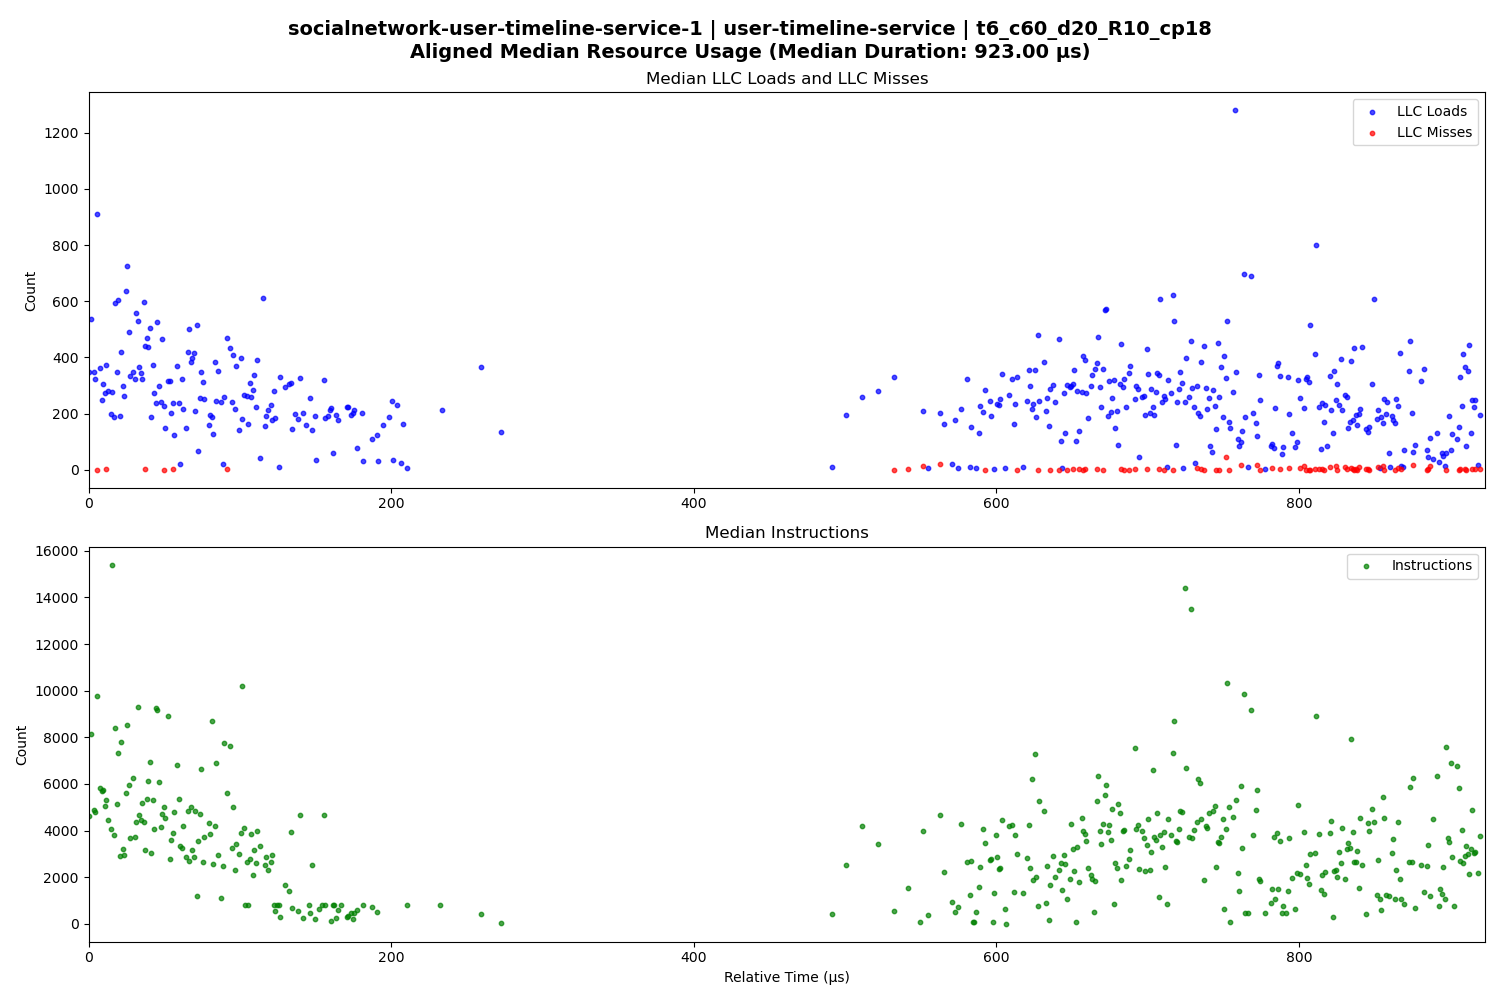 socialnetwork-user-timeline-service-1 | user-timeline-service | t6_c60_d20_R10_cp18
Aligned Median Resource Usage (Median Duration: 923.00 μs)
Median LLC Loads and LLC Misses
LLC Loads
LLC Misses
1200
1000
800
600
400
200
0
Count
0 200 400 600 800
Median Instructions
Instructions
16000
14000
12000
10000
8000
6000
4000
2000
0
Count
0 200 400 600 800
Relative Time (μs)